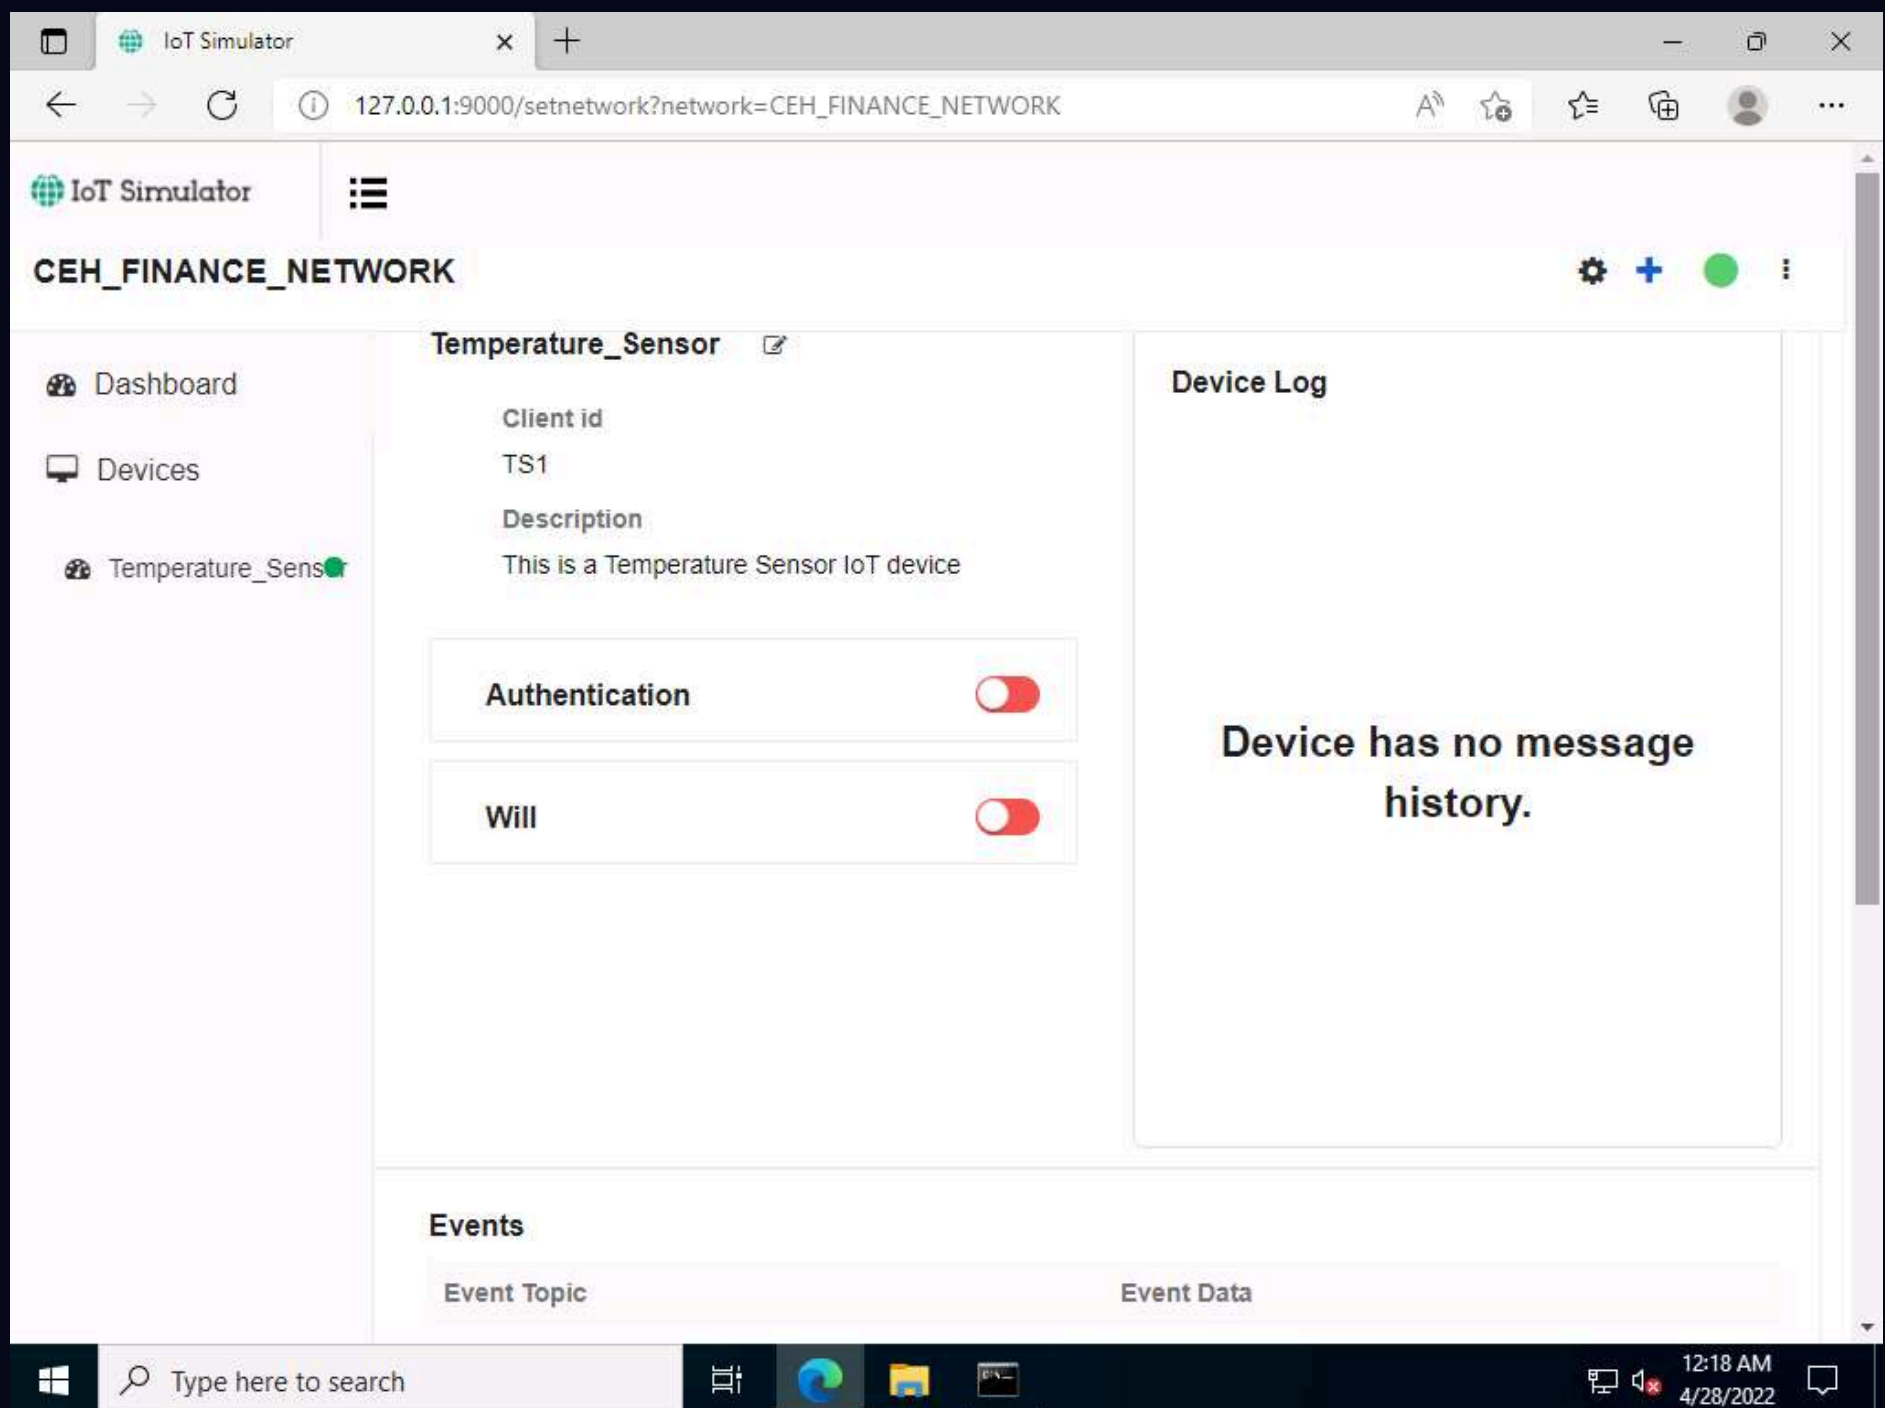 IoT Simulator
127.0.0.1:9000/setnetwork?network=CEH_FINANCE_NETWORK
IoT Simulator
CEH_FINANCE_NETWORK
Dashboard
Devices
Temperature_Sensor
Temperature_Sensor
Client id
TS1
Description
This is a Temperature Sensor IoT device
Authentication
Will
Device Log
Device has no message
history.
Events
Event Topic Event Data
Type here to search
12:18 AM
4/28/2022